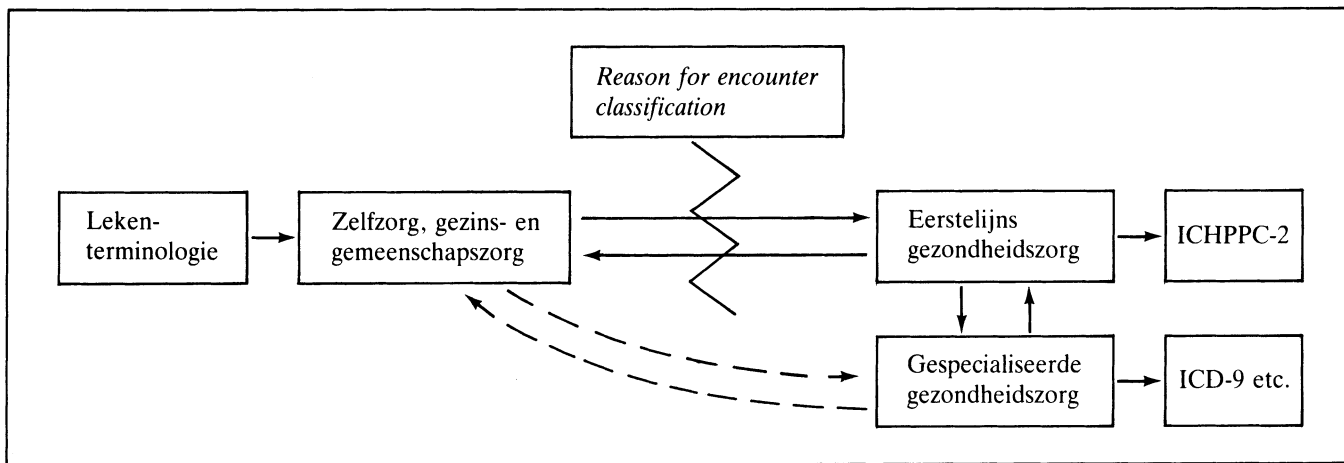 Reason for encounter
classification
Leken-
terminologie
Zelfzorg, gezins- en
gemeenschapszorg
Eerstelijns
gezondheidszorg
ICHPPC-2
Gespecialiseerde
gezondheidszorg
ICD-9 etc.